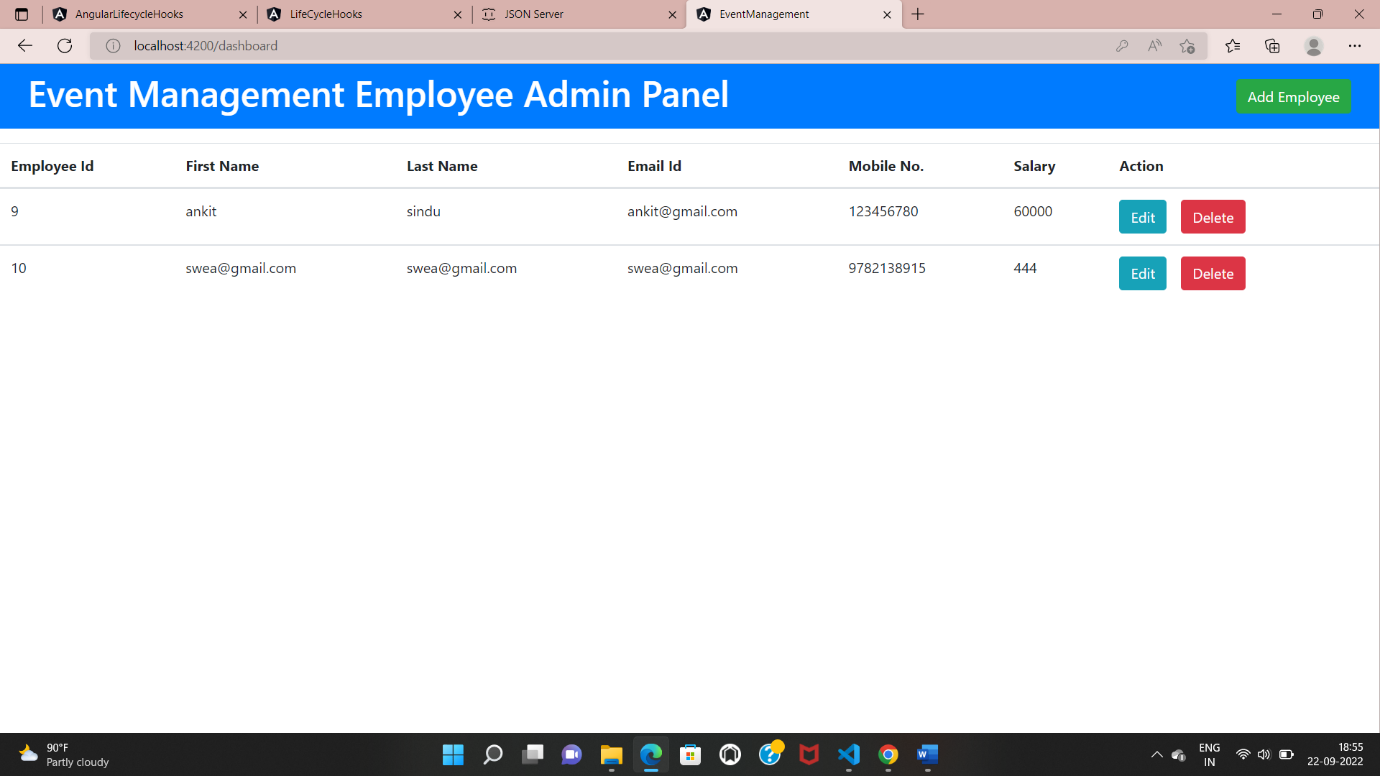 AngularLifecycleHooks LifeCycleHooks JSON Server EventManagement
localhost:4200/dashboard
Event Management Employee Admin Panel Add Employee
Employee Id First Name Last Name Email Id Mobile No. Salary Action
9 ankit sindu ankit@gmail.com 123456780 60000 Edit Delete
10 swea@gmail.com swea@gmail.com swea@gmail.com 9782138915 444 Edit Delete
90°F
Partly cloudy
ENG
IN
18:55
22-09-2022